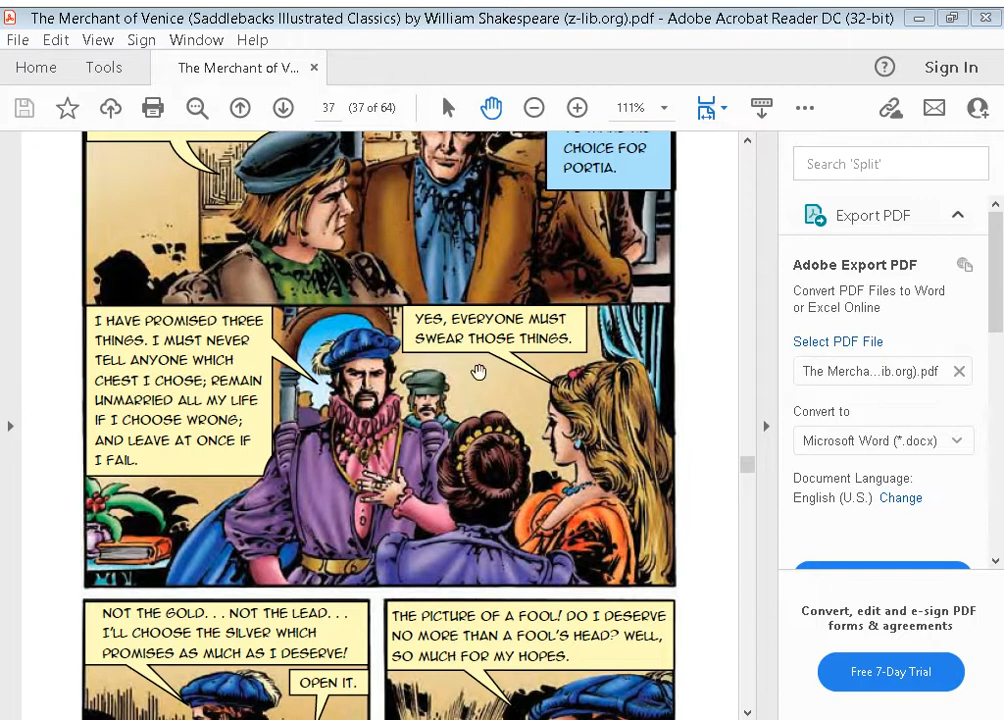 The Merchant of Venice (Saddlebacks Illustrated Classics) by William Shakespeare (z-lib.org).pdf - Adobe Acrobat Reader DC (32-bit)
File Edit View Sign Window Help
Home Tools The Merchant of V... × ? Sign In
37 (37 of 64) 111%
CHOICE FOR
PORTIA.
I HAVE PROMISED THREE
THINGS. I MUST NEVER
TELL ANYONE WHICH
CHEST I CHOSE; REMAIN
UNMARRIED ALL MY LIFE
IF I CHOOSE WRONG;
AND LEAVE AT ONCE IF
I FAIL.
YES, EVERYONE MUST
SWEAR THOSE THINGS.
NOT THE GOLD. . . NOT THE LEAD. . .
I'LL CHOOSE THE SILVER WHICH
PROMISES AS MUCH AS I DESERVE!
OPEN IT.
THE PICTURE OF A FOOL! DO I DESERVE
NO MORE THAN A FOOL'S HEAD? WELL,
SO MUCH FOR MY HOPES.
Search 'Split'
Export PDF
Adobe Export PDF
Convert PDF Files to Word
or Excel Online
Select PDF File
The Mercha...ib.org).pdf
Convert to
Microsoft Word (*.docx)
Document Language:
English (U.S.) Change
Convert, edit and e-sign PDF
forms & agreements
Free 7-Day Trial